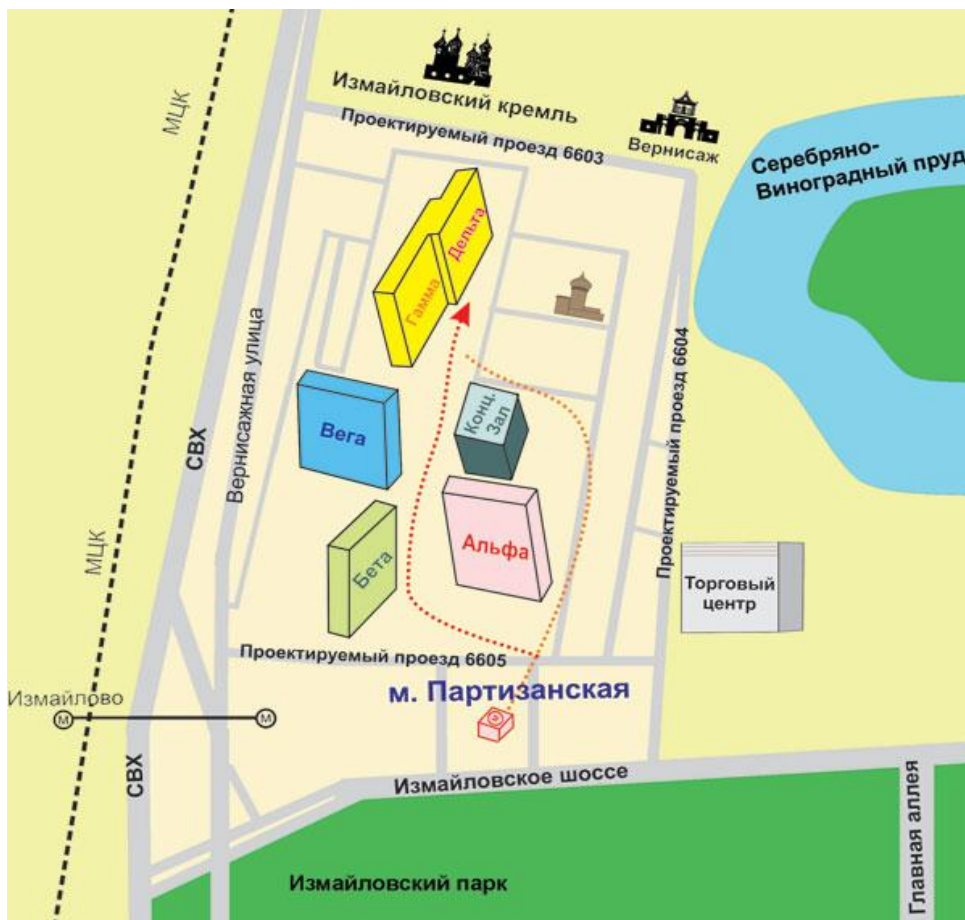 МЦК
Измайловский кремль
Проектируемый проезд 6603
Вернисаж
Серебряно-
Виноградный пруд
Дельта
Гамма
Вернисажная улица
СВХ
Вега
Конц.
Зал
Проектируемый проезд 6604
МЦК
Бета
Альфа
Торговый
центр
Проектируемый проезд 6605
м. Партизанская
Измайлово
М
М
СВХ
Измайловское шоссе
Главная аллея
Измайловский парк